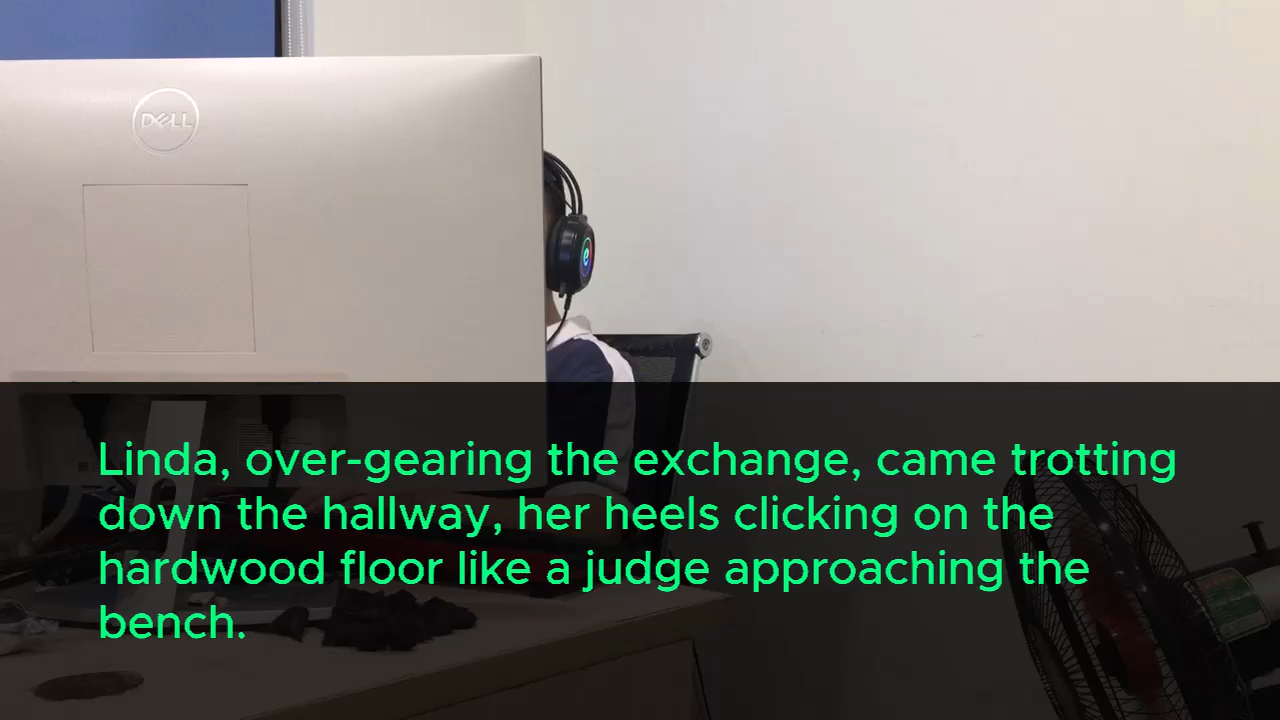 DELL
Linda, over-gearing the exchange, came trotting
down the hallway, her heels clicking on the
hardwood floor like a judge approaching the
bench.